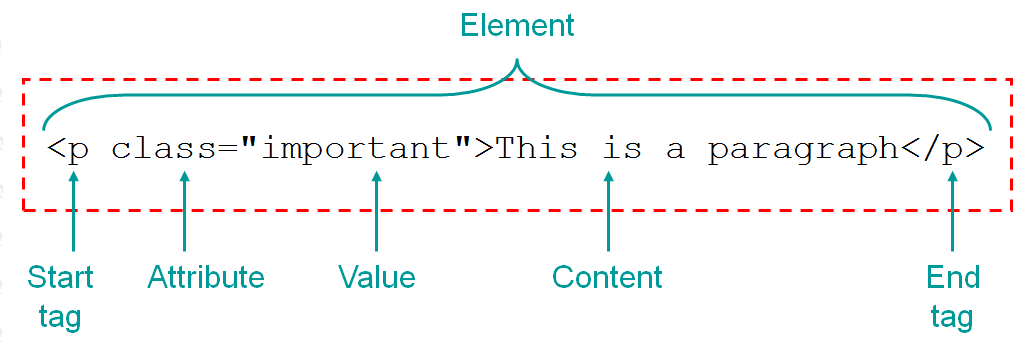 Element
<p class="important">This is a paragraph</p>
Start Attribute Value Content End
tag tag